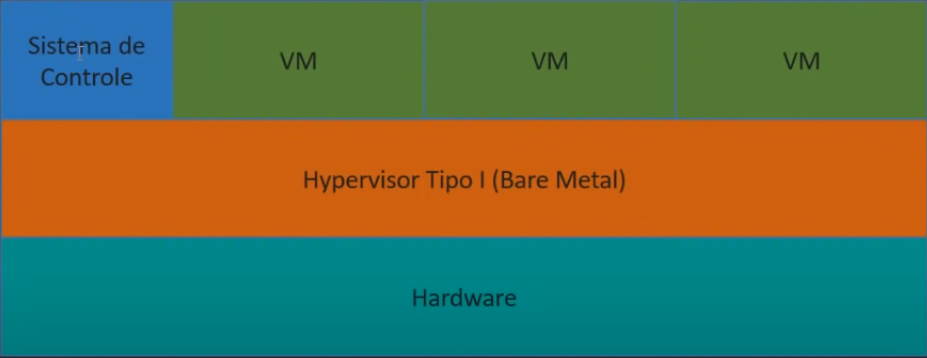 Sistema de
Controle
VM
VM
VM
Hypervisor Tipo I (Bare Metal)
Hardware